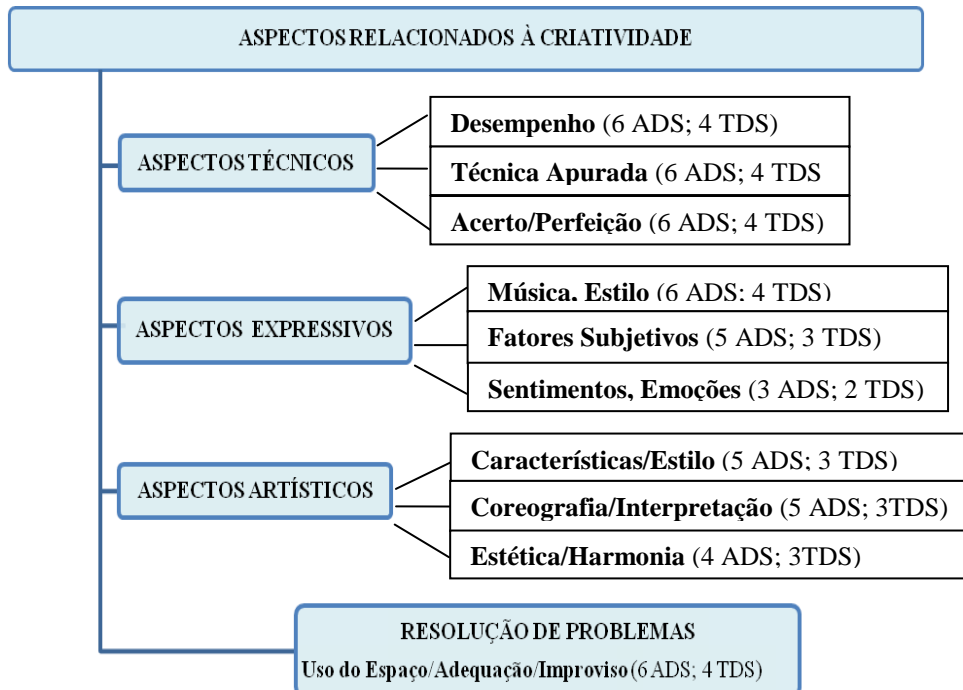 ASPECTOS RELACIONADOS À CRIATIVIDADE
ASPECTOS TÉCNICOS
Desempenho (6 ADS; 4 TDS)
Técnica Apurada (6 ADS; 4 TDS
Acerto/Perfeição (6 ADS; 4 TDS)
ASPECTOS EXPRESSIVOS
Música, Estilo (6 ADS; 4 TDS)
Fatores Subjetivos (5 ADS; 3 TDS)
Sentimentos, Emoções (3 ADS; 2 TDS)
ASPECTOS ARTÍSTICOS
Características/Estilo (5 ADS; 3 TDS)
Coreografia/Interpretação (5 ADS; 3TDS)
Estética/Harmonia (4 ADS; 3TDS)
RESOLUÇÃO DE PROBLEMAS
Uso do Espaço/Adequação/Improviso (6 ADS; 4 TDS)